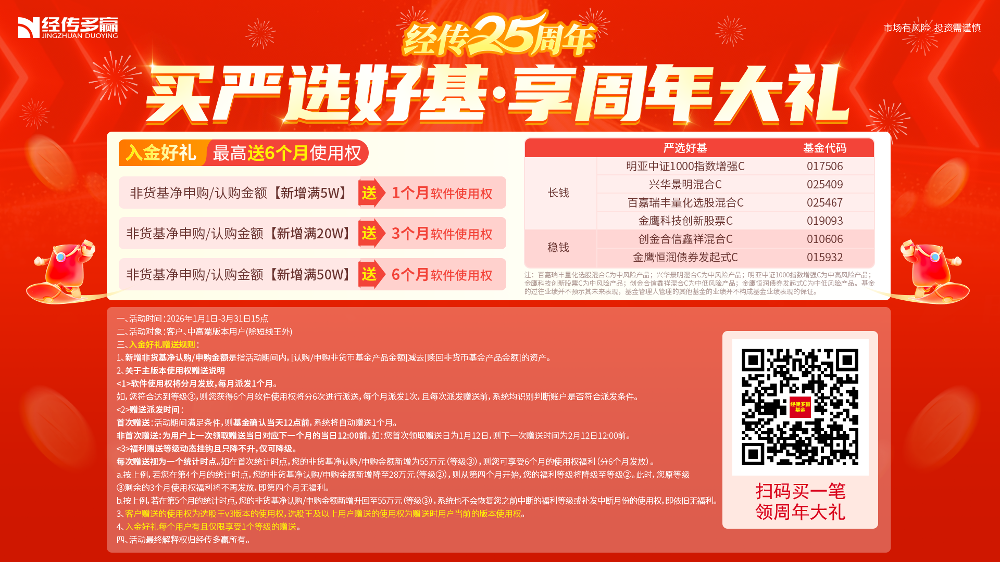 经传多赢
JINGZHUAN DUOYING
经传25周年
市场有风险 投资需谨慎
买严选好基·享周年大礼
入金好礼 最高送6个月使用权
非货基净申购/认购金额【新增满5W】 送 1个月软件使用权
非货基净申购/认购金额【新增满20W】 送 3个月软件使用权
非货基净申购/认购金额【新增满50W】 送 6个月软件使用权
严选好基 基金代码
长钱
明亚中证1000指数增强C 017506
兴华景明混合C 025409
百嘉瑞丰量化选股混合C 025467
金鹰科技创新股票C 019093
稳钱
创金合信鑫祥混合C 010606
金鹰恒润债券发起式C 015932
注：百嘉瑞丰量化选股混合C为中风险产品；兴华景明混合C为中风险产品；明亚中证1000指数增强C为中高风险产品；
金鹰科技创新股票C为中风险产品；创金合信鑫祥混合C为中低风险产品；金鹰恒润债券发起式C为中低风险产品。基金
的过往业绩并不预示其未来表现，基金管理人管理的其他基金的业绩并不构成基金业绩表现的保证。
一、活动时间：2026年1月1日-3月31日15点
二、活动对象：客户、中高端版本用户(除短线王外)
三、入金好礼赠送规则：
1、新增非货基净认购/申购金额是指活动期间内，[认购/申购非货币基金产品金额]减去[赎回非货币基金产品金额]的资产。
2、关于主版本使用权赠送说明
<1>软件使用权将分月发放，每月派发1个月。
如，您符合达到等级③，则您获得6个月软件使用权将分6次进行派送，每个月派发1次，且每次派发赠送前，系统均识别判断账户是否符合派发条件。
<2>赠送派发时间：
首次赠送：活动期间满足条件，则基金确认当天12点前，系统将自动赠送1个月。
非首次赠送：为用户上一次领取赠送当日对应下一个月的当日12:00前。如：您首次领取赠送日为1月12日，则下一次赠送时间为2月12日12:00前。
<3>福利赠送等级动态挂钩且只降不升，仅可降级。
每次赠送视为一个统计时点。如在首次统计时点，您的非货基净认购/申购金额新增为55万元（等级③），则您可享受6个月的使用权福利（分6个月发放）。
a.按上例，若您在第4个月的统计时点，您的非货基净认购/申购金额新增降至28万元（等级②），则从第四个月开始，您的福利等级将降级至等级②。此时，您原等级
③剩余的3个月使用权福利将不再发放，即第四个月无福利。
b.按上例，若在第5个月的统计时点，您的非货基净认购/申购金额新增升回至55万元（等级③），系统也不会恢复您之前中断的福利等级或补发中断月份的使用权，即依旧无福利。
3、客户赠送的使用权为选股王v3版本的使用权，选股王及以上用户赠送的使用权为赠送时用户当前的版本使用权。
4、入金好礼每个用户有且仅限享受1个等级的赠送。
四、活动最终解释权归经传多赢所有。
经传多赢
基金
扫码买一笔
领周年大礼